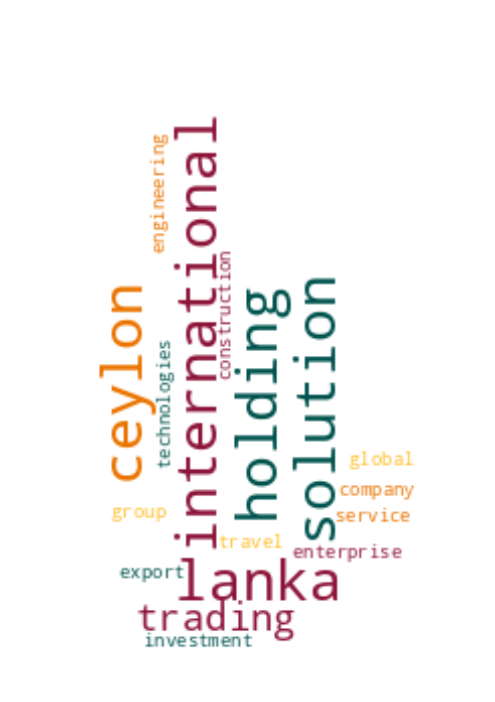 engineering
international
construction
ceylon
technologies
holding
solution
global
company
group
service
travel
enterprise
export
lanka
trading
investment